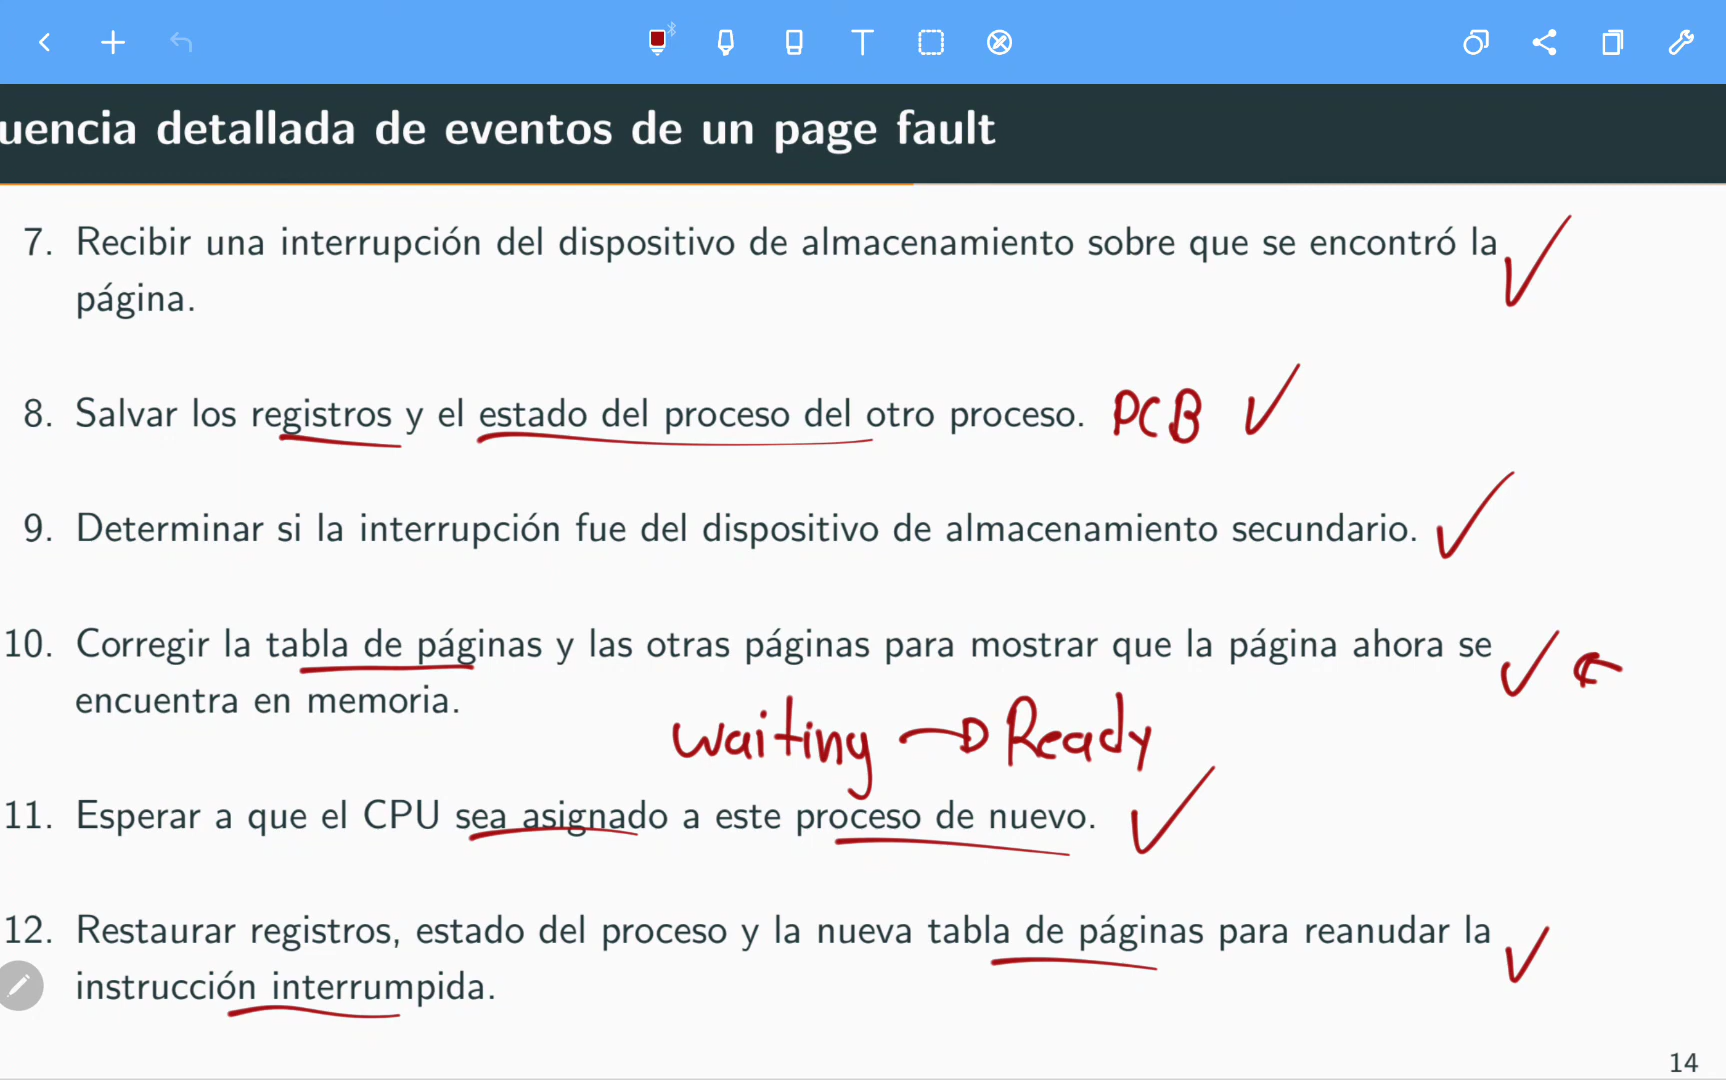 uencia detallada de eventos de un page fault
7. Recibir una interrupción del dispositivo de almacenamiento sobre que se encontró la
página.
8. Salvar los registros y el estado del proceso del otro proceso. PCB
9. Determinar si la interrupción fue del dispositivo de almacenamiento secundario.
10. Corregir la tabla de páginas y las otras páginas para mostrar que la página ahora se
encuentra en memoria.
waiting → Ready
11. Esperar a que el CPU sea asignado a este proceso de nuevo.
12. Restaurar registros, estado del proceso y la nueva tabla de páginas para reanudar la
instrucción interrumpida.
14